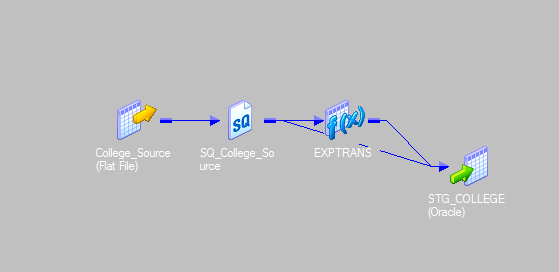 SQ
f(x)
College_Source
(Flat File)
SQ_College_So
urce
EXPTRANS
STG_COLLEGE
(Oracle)